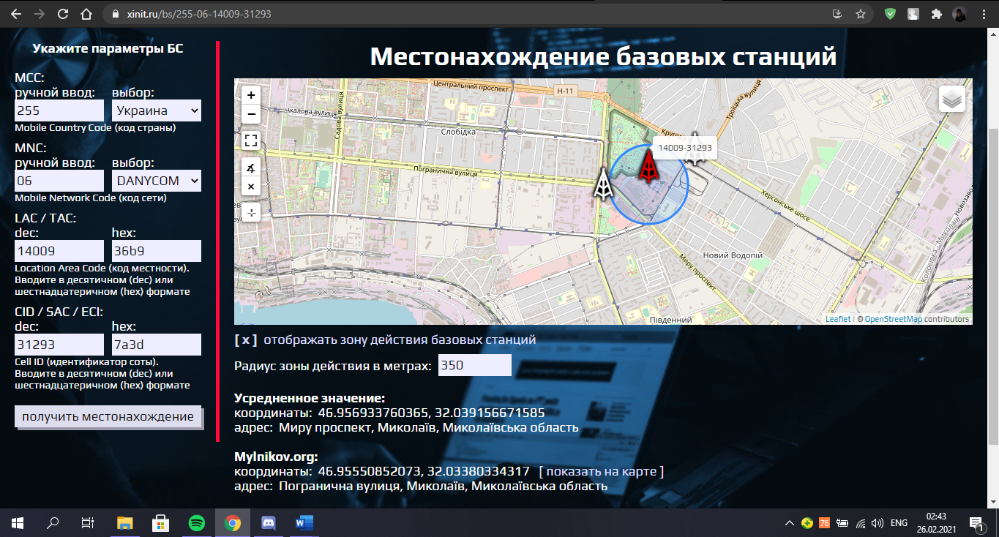 xinit.ru/bs/255-06-14009-31293
Укажите параметры БС
MCC:
ручной ввод: выбор:
255 Украина
Mobile Country Code (код страны)
MNC:
ручной ввод: выбор:
06 DANYCOM
Mobile Network Code (код сети)
LAC / TAC:
dec: hex:
14009 36b9
Location Area Code (код местности).
Вводите в десятичном (dec) или
шестнадцатеричном (hex) формате
CID / SAC / ECI:
dec: hex:
31293 7a3d
Cell ID (идентификатор соты).
Вводите в десятичном (dec) или
шестнадцатеричном (hex) формате
получить местонахождение
Местонахождение базовых станций
+
−
Центральний проспект
Н-11
Чкалова вулиця
Садова вулиця
Слобідка
Троцька вулиця
14009-31293
Погранична вулиця
Херсонське шосе
Новий Водопій
Миру проспект
Південний
Leaflet | © OpenStreetMap contributors
[ x ] отображать зону действия базовых станций
Радиус зоны действия в метрах: 350
Усредненное значение:
координаты: 46.956933760365, 32.039156671585
адрес: Миру проспект, Миколаїв, Миколаївська область
Mylnikov.org:
координаты: 46.95550852073, 32.03380334317 [ показать на карте ]
адрес: Погранична вулиця, Миколаїв, Миколаївська область
76
ENG
02:43
26.02.2021
1